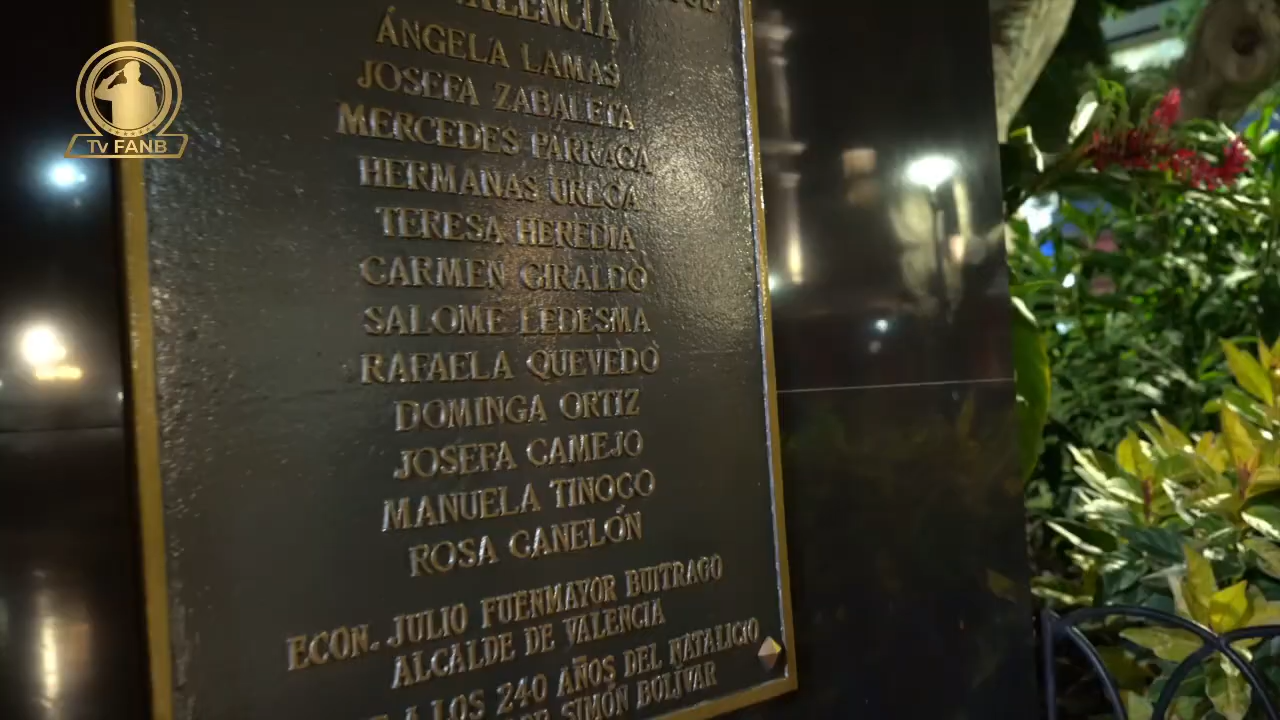 VALENCIA
ÁNGELA LAMAS
JOSEFA ZABALETA
MERCEDES PÁRRAGA
HERMANAS UREGA
TERESA HEREDIA
CARMEN GIRALDO
SALOME LEDESMA
RAFAELA QUEVEDO
DOMINGA ORTIZ
JOSEFA CAMEJO
MANUELA TINOCO
ROSA CANELÓN
ECON. JULIO FUENMAYOR BUITRAGO
ALCALDE DE VALENCIA
A LOS 240 AÑOS DEL NATALICIO
DE SIMÓN BOLÍVAR
TV FANB